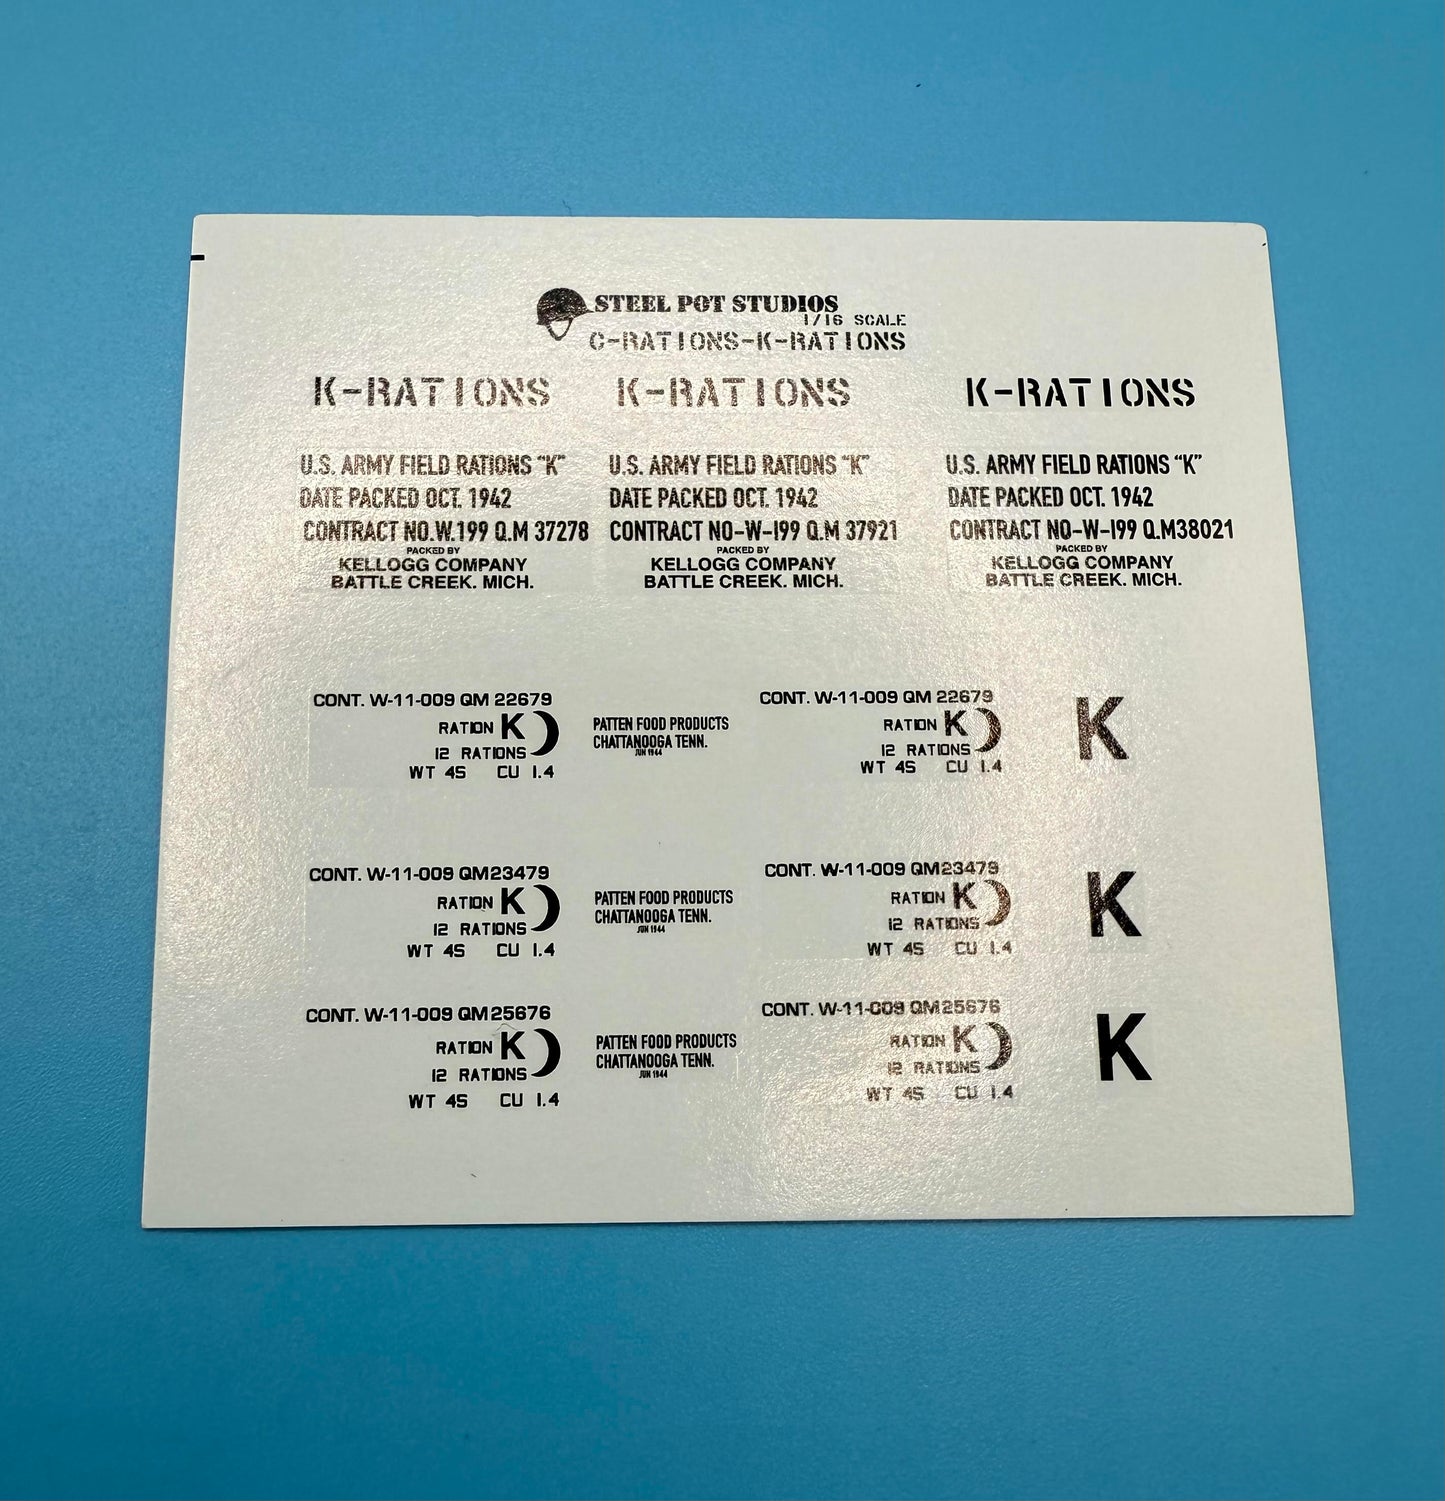 STEEL POT STUDIOS
1/16 SCALE
C-RATIONS-K-RATIONS
K-RATIONS
U.S. ARMY FIELD RATIONS “K”
DATE PACKED OCT. 1942
CONTRACT NO.W.199 Q.M 37278
PACKED BY
KELLOGG COMPANY
BATTLE CREEK. MICH.
K-RATIONS
U.S. ARMY FIELD RATIONS “K”
DATE PACKED OCT. 1942
CONTRACT NO-W-I99 Q.M 37921
PACKED BY
KELLOGG COMPANY
BATTLE CREEK. MICH.
K-RATIONS
U.S. ARMY FIELD RATIONS “K”
DATE PACKED OCT. 1942
CONTRACT NO-W-I99 Q.M38021
PACKED BY
KELLOGG COMPANY
BATTLE CREEK. MICH.
CONT. W-11-009 QM 22679
RATION K
12 RATIONS
WT 45 CU 1.4
PATTEN FOOD PRODUCTS
CHATTANOOGA TENN.
JUN 1944
CONT. W-11-009 QM 22679
RATION K
12 RATIONS
WT 45 CU 1.4
K
CONT. W-11-009 QM23479
RATION K
12 RATIONS
WT 45 CU 1.4
PATTEN FOOD PRODUCTS
CHATTANOOGA TENN.
JUN 1944
CONT. W-11-009 QM23479
RATION K
12 RATIONS
WT 45 CU 1.4
K
CONT. W-11-009 QM25676
RATION K
12 RATIONS
WT 45 CU 1.4
PATTEN FOOD PRODUCTS
CHATTANOOGA TENN.
JUN 1944
CONT. W-11-009 QM25676
RATION K
12 RATIONS
WT 45 CU 1.4
K